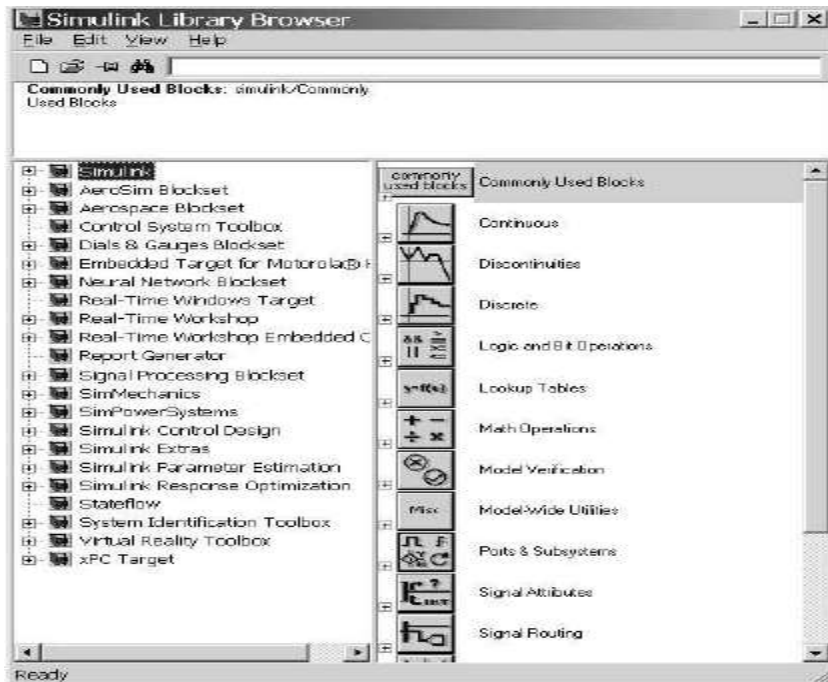 Simulink Library Browser
File Edit View Help
Commonly Used Blocks: simulink/Commonly
Used Blocks
Simulink
AeroSim Blockset
Aerospace Blockset
Control System Toolbox
Dials & Gauges Blockset
Embedded Target for Motorola® H
Neural Network Blockset
Real-Time Windows Target
Real-Time Workshop
Real-Time Workshop Embedded C
Report Generator
Signal Processing Blockset
SimMechanics
SimPowerSystems
Simulink Control Design
Simulink Extras
Simulink Parameter Estimation
Simulink Response Optimization
Stateflow
System Identification Toolbox
Virtual Reality Toolbox
xPC Target
commonly
used blocks
Commonly Used Blocks
Continuous
Discontinuities
Discrete
Logic and Bit Operations
Lookup Tables
Math Operations
Model Verification
Misc
Model-Wide Utilities
Ports & Subsystems
Signal Attributes
Signal Routing
Ready